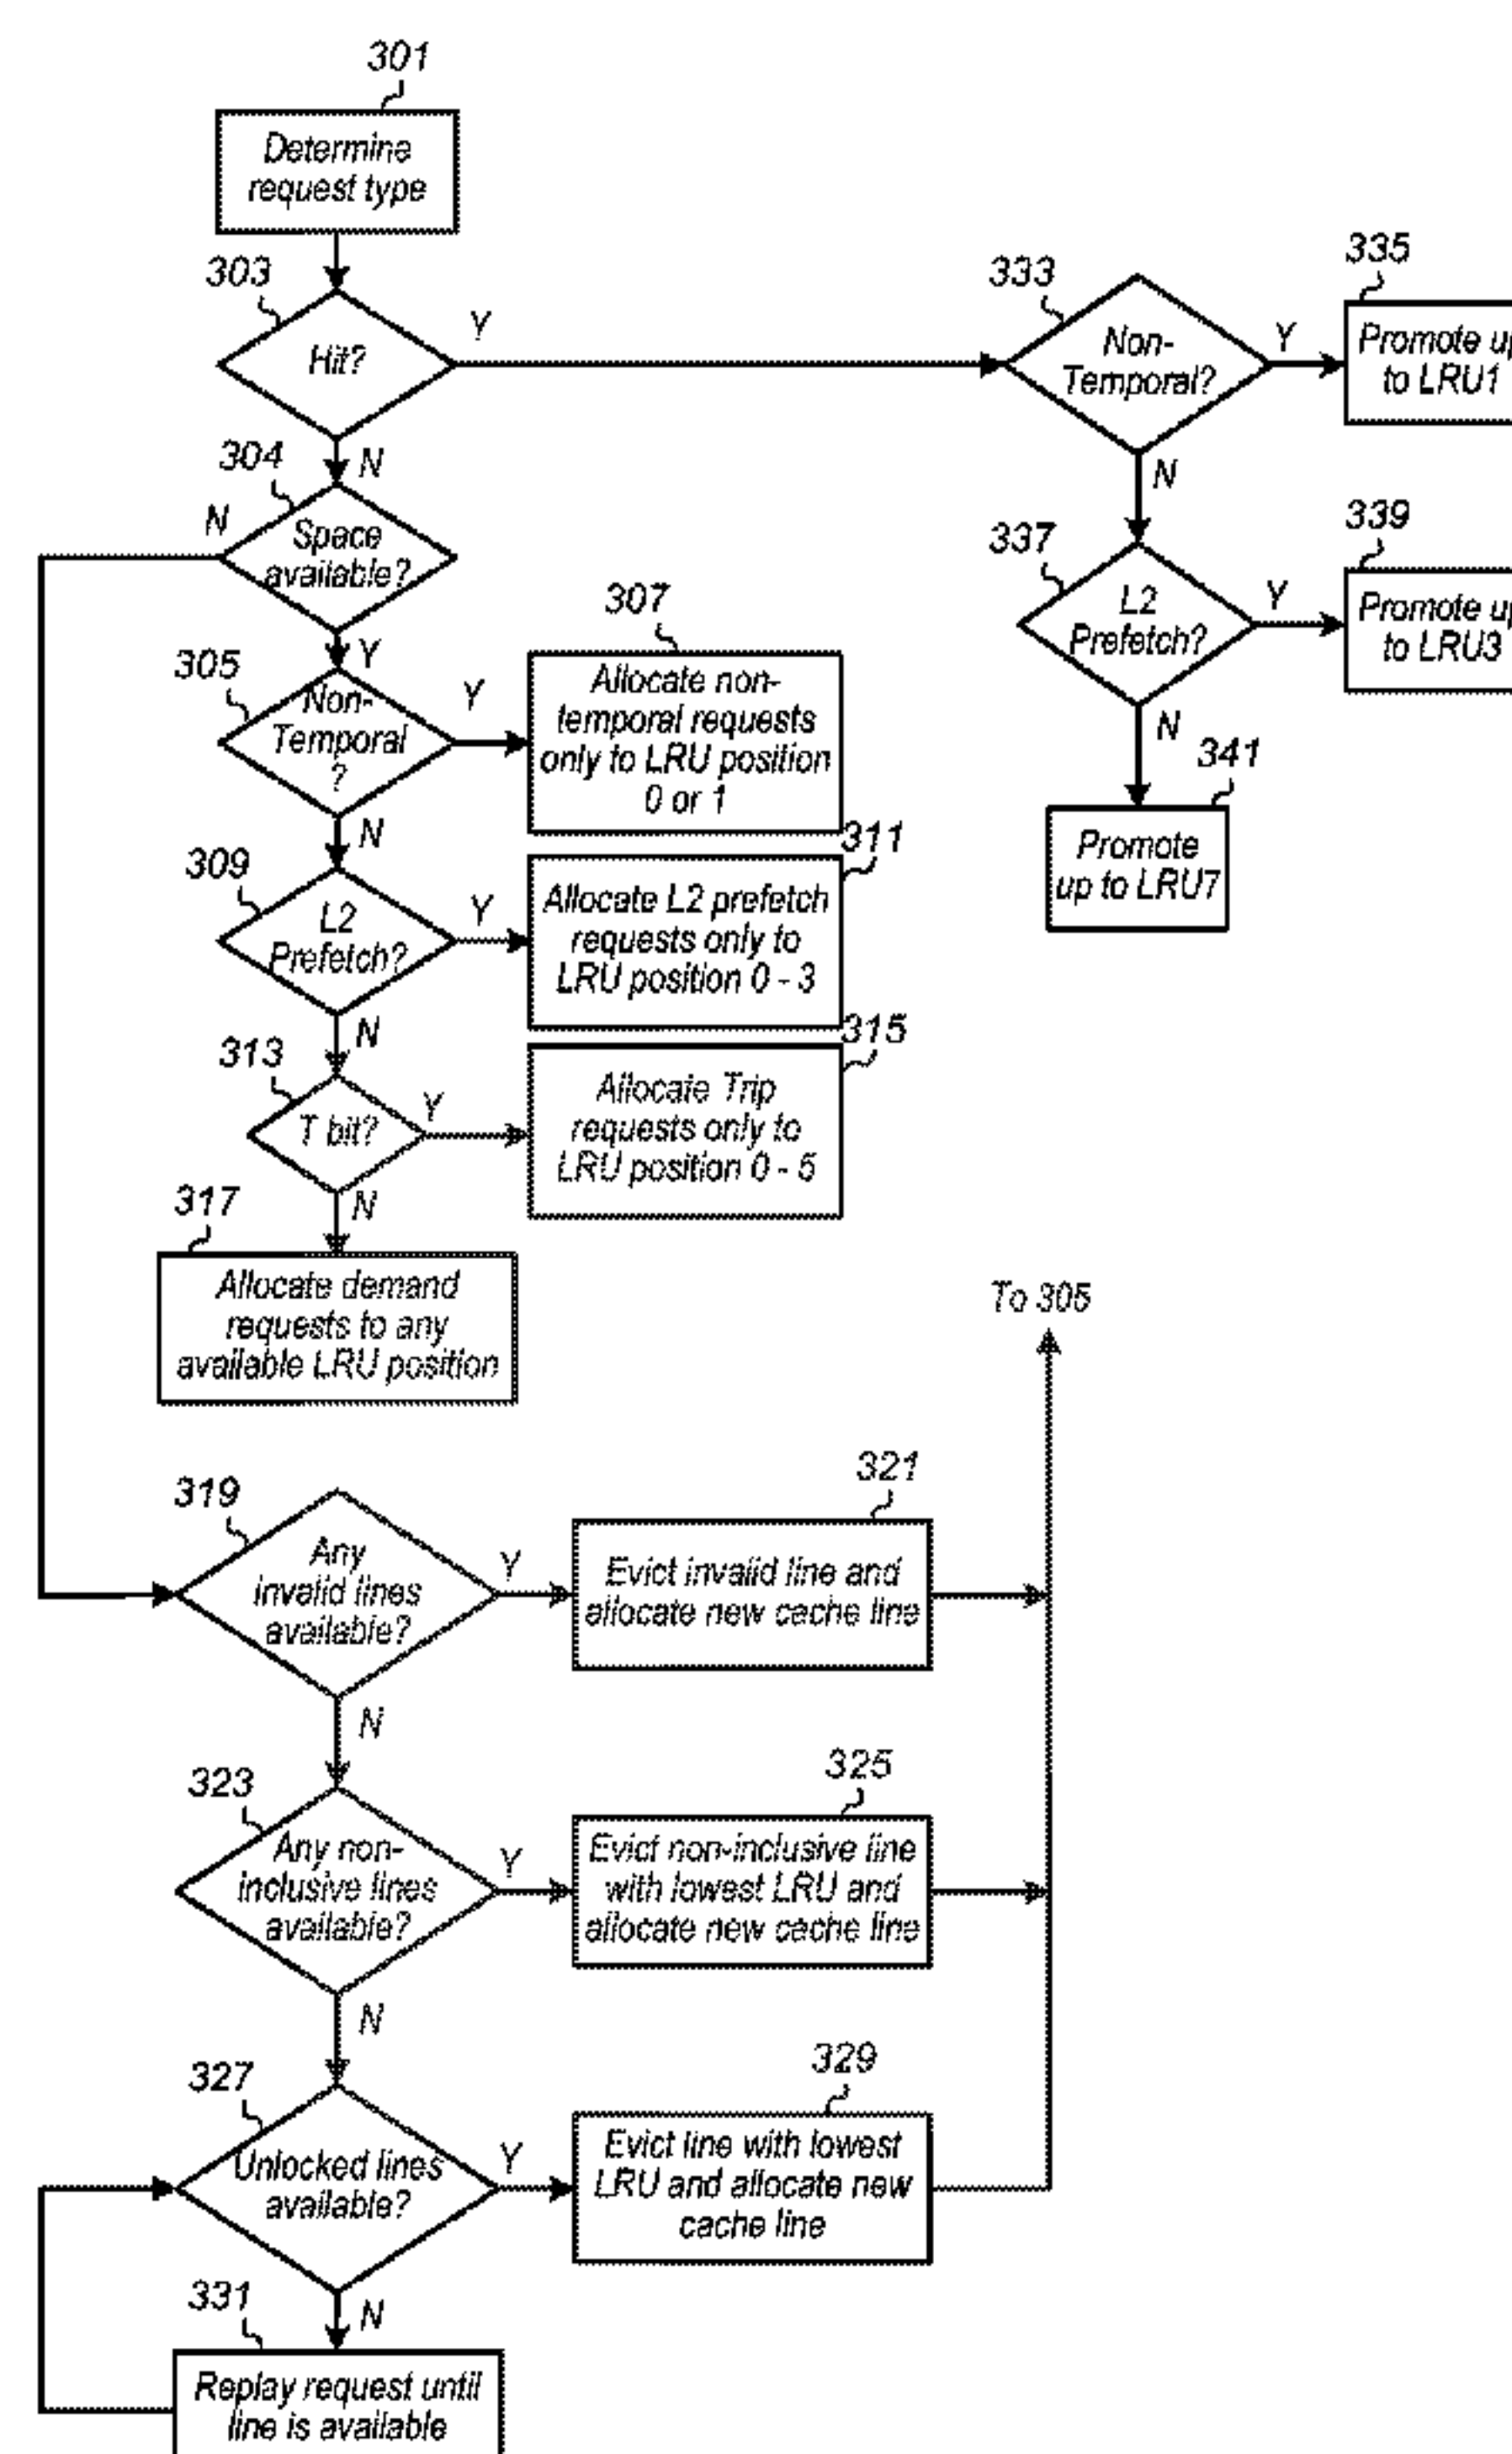 301
Determine
request type
303
Hit?
Y
N
333
Non-
Temporal?
Y
N
335
Promote up
to LRU1
304
Space
available?
N
Y
337
L2
Prefetch?
Y
N
339
Promote up
to LRU3
305
Non-
Temporal
?
Y
N
307
Allocate non-
temporal requests
only to LRU position
0 or 1
341
Promote
up to LRU7
309
L2
Prefetch?
Y
N
311
Allocate L2 prefetch
requests only to
LRU position 0 - 3
313
T bit?
Y
N
315
Allocate Trip
requests only to
LRU position 0 - 5
317
Allocate demand
requests to any
available LRU position
To 305
319
Any
invalid lines
available?
Y
N
321
Evict invalid line and
allocate new cache line
323
Any non-
inclusive lines
available?
Y
N
325
Evict non-inclusive line
with lowest LRU and
allocate new cache line
327
Unlocked lines
available?
Y
N
329
Evict line with lowest
LRU and allocate new
cache line
331
Replay request until
line is available